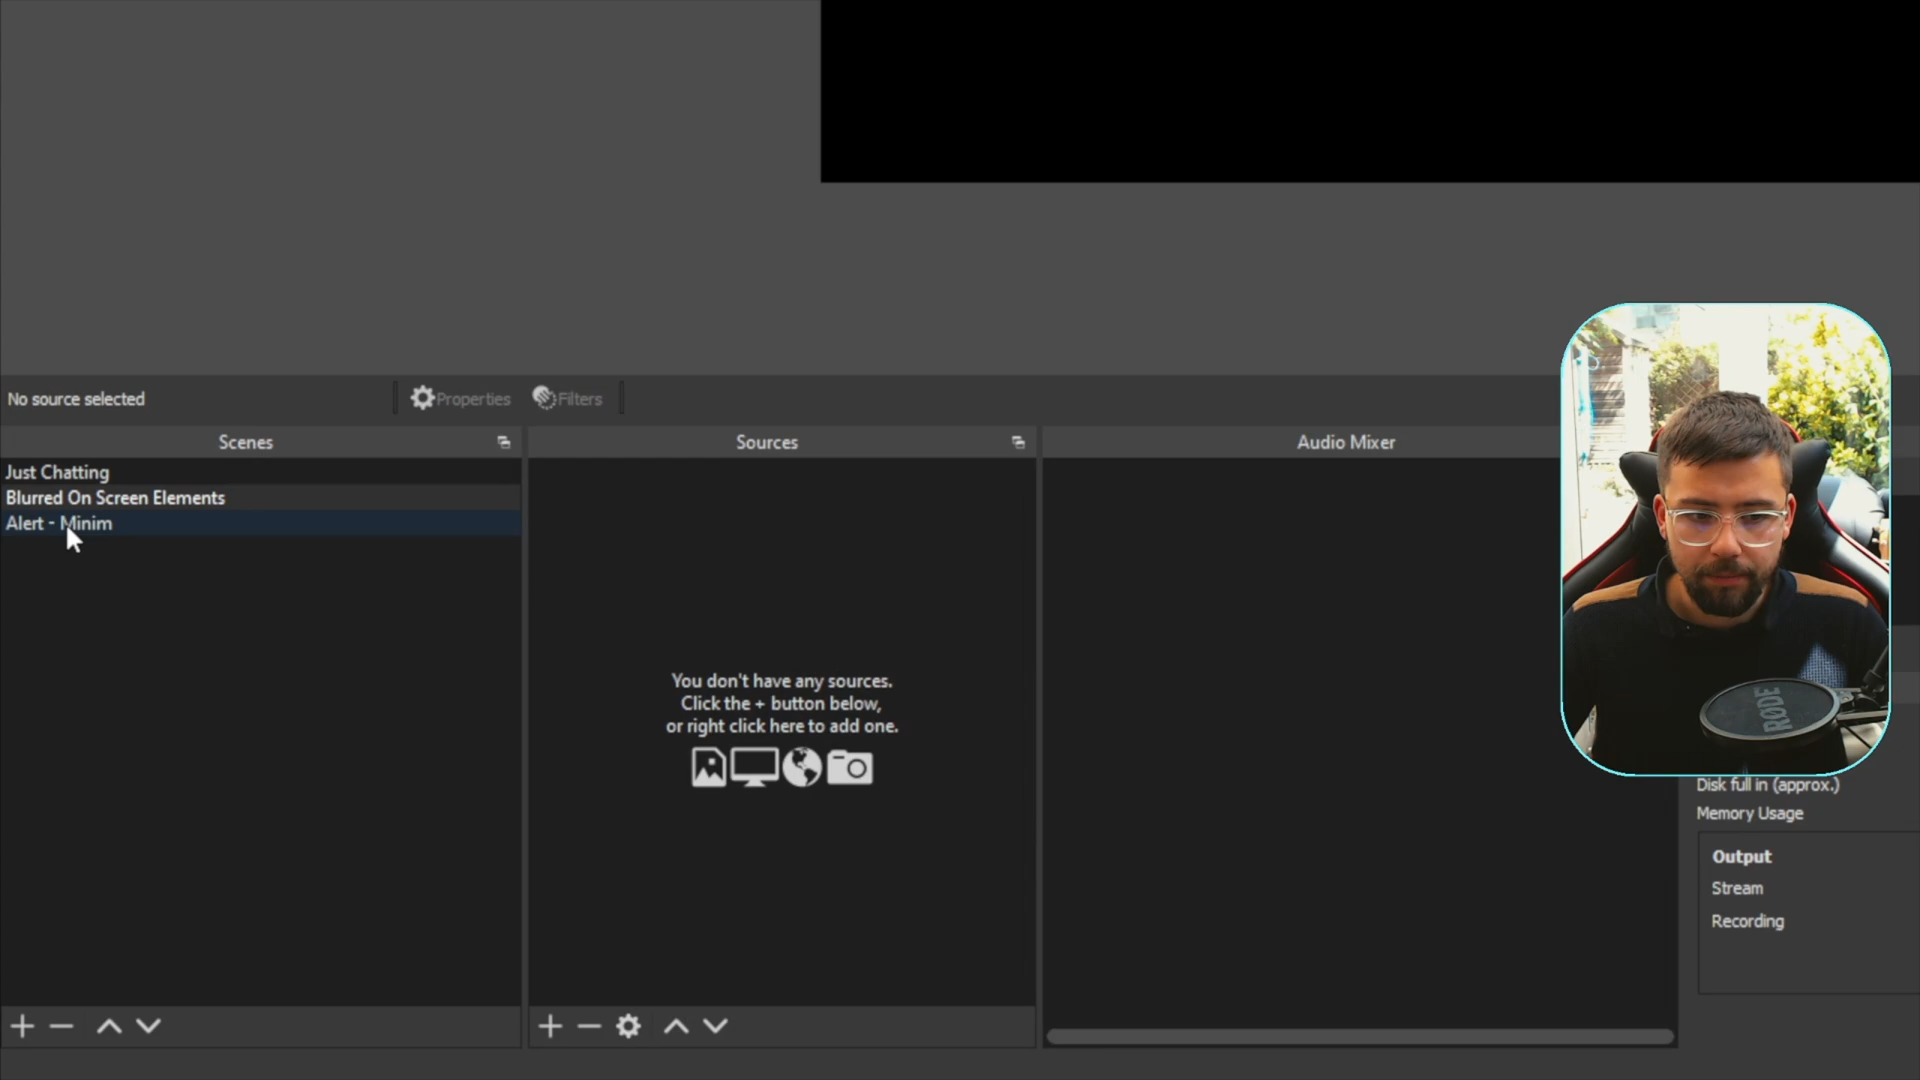 No source selected
Properties
Filters
Scenes
Sources
Audio Mixer
Just Chatting
Blurred On Screen Elements
Alert - Minim
You don't have any sources.
Click the + button below,
or right click here to add one.
RØDE
Disk full in (approx.)
Memory Usage
Output
Stream
Recording